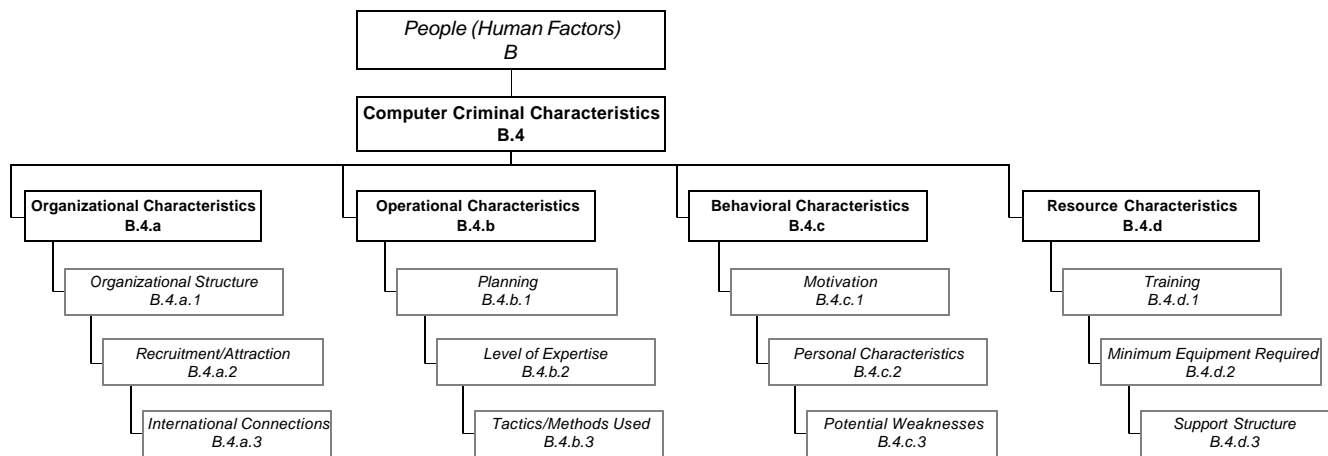 People (Human Factors)
B
Computer Criminal Characteristics
B.4
Organizational Characteristics
B.4.a
Operational Characteristics
B.4.b
Behavioral Characteristics
B.4.c
Resource Characteristics
B.4.d
Organizational Structure
B.4.a.1
Planning
B.4.b.1
Motivation
B.4.c.1
Training
B.4.d.1
Recruitment/Attraction
B.4.a.2
Level of Expertise
B.4.b.2
Personal Characteristics
B.4.c.2
Minimum Equipment Required
B.4.d.2
International Connections
B.4.a.3
Tactics/Methods Used
B.4.b.3
Potential Weaknesses
B.4.c.3
Support Structure
B.4.d.3